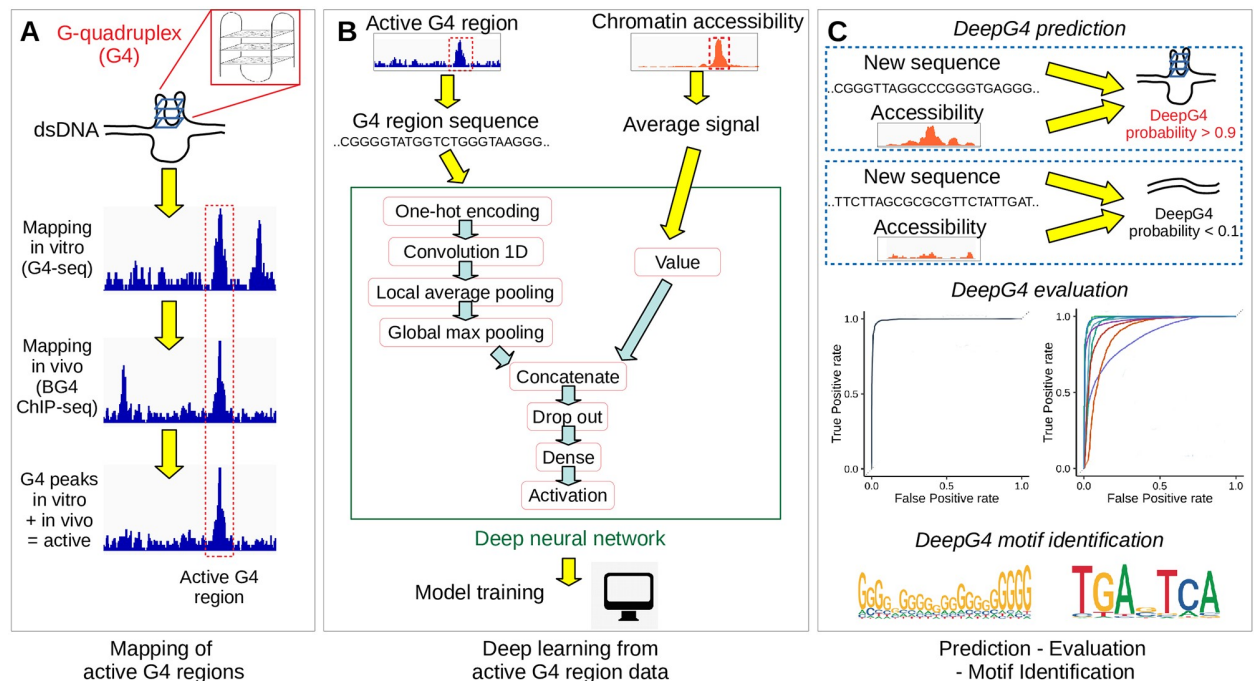 A
G-quadruplex
(G4)
dsDNA
Mapping
in vitro
(G4-seq)
Mapping
in vivo
(BG4
ChIP-seq)
G4 peaks
in vitro
+ in vivo
= active
Active G4
region
Mapping of
active G4 regions
B
Active G4 region
Chromatin accessibility
G4 region sequence
..CGGGGTATGGTCTGGGTAAGGG..
Average signal
One-hot encoding
Convolution 1D
Local average pooling
Global max pooling
Value
Concatenate
Drop out
Dense
Activation
Deep neural network
Model training
Deep learning from
active G4 region data
C
DeepG4 prediction
New sequence
..CGGGTTAGGCCCGGGTGAGGG..
Accessibility
DeepG4
probability > 0.9
New sequence
..TTCTTAGCGCGCGTTCTATTGAT..
Accessibility
DeepG4
probability < 0.1
DeepG4 evaluation
True Positive rate
1.0
0.5
0.0
0.0 0.5 1.0
False Positive rate
True Positive rate
1.0
0.5
0.0
0.0 0.5 1.0
False Positive rate
DeepG4 motif identification
TGA TCA
Prediction - Evaluation
- Motif Identification